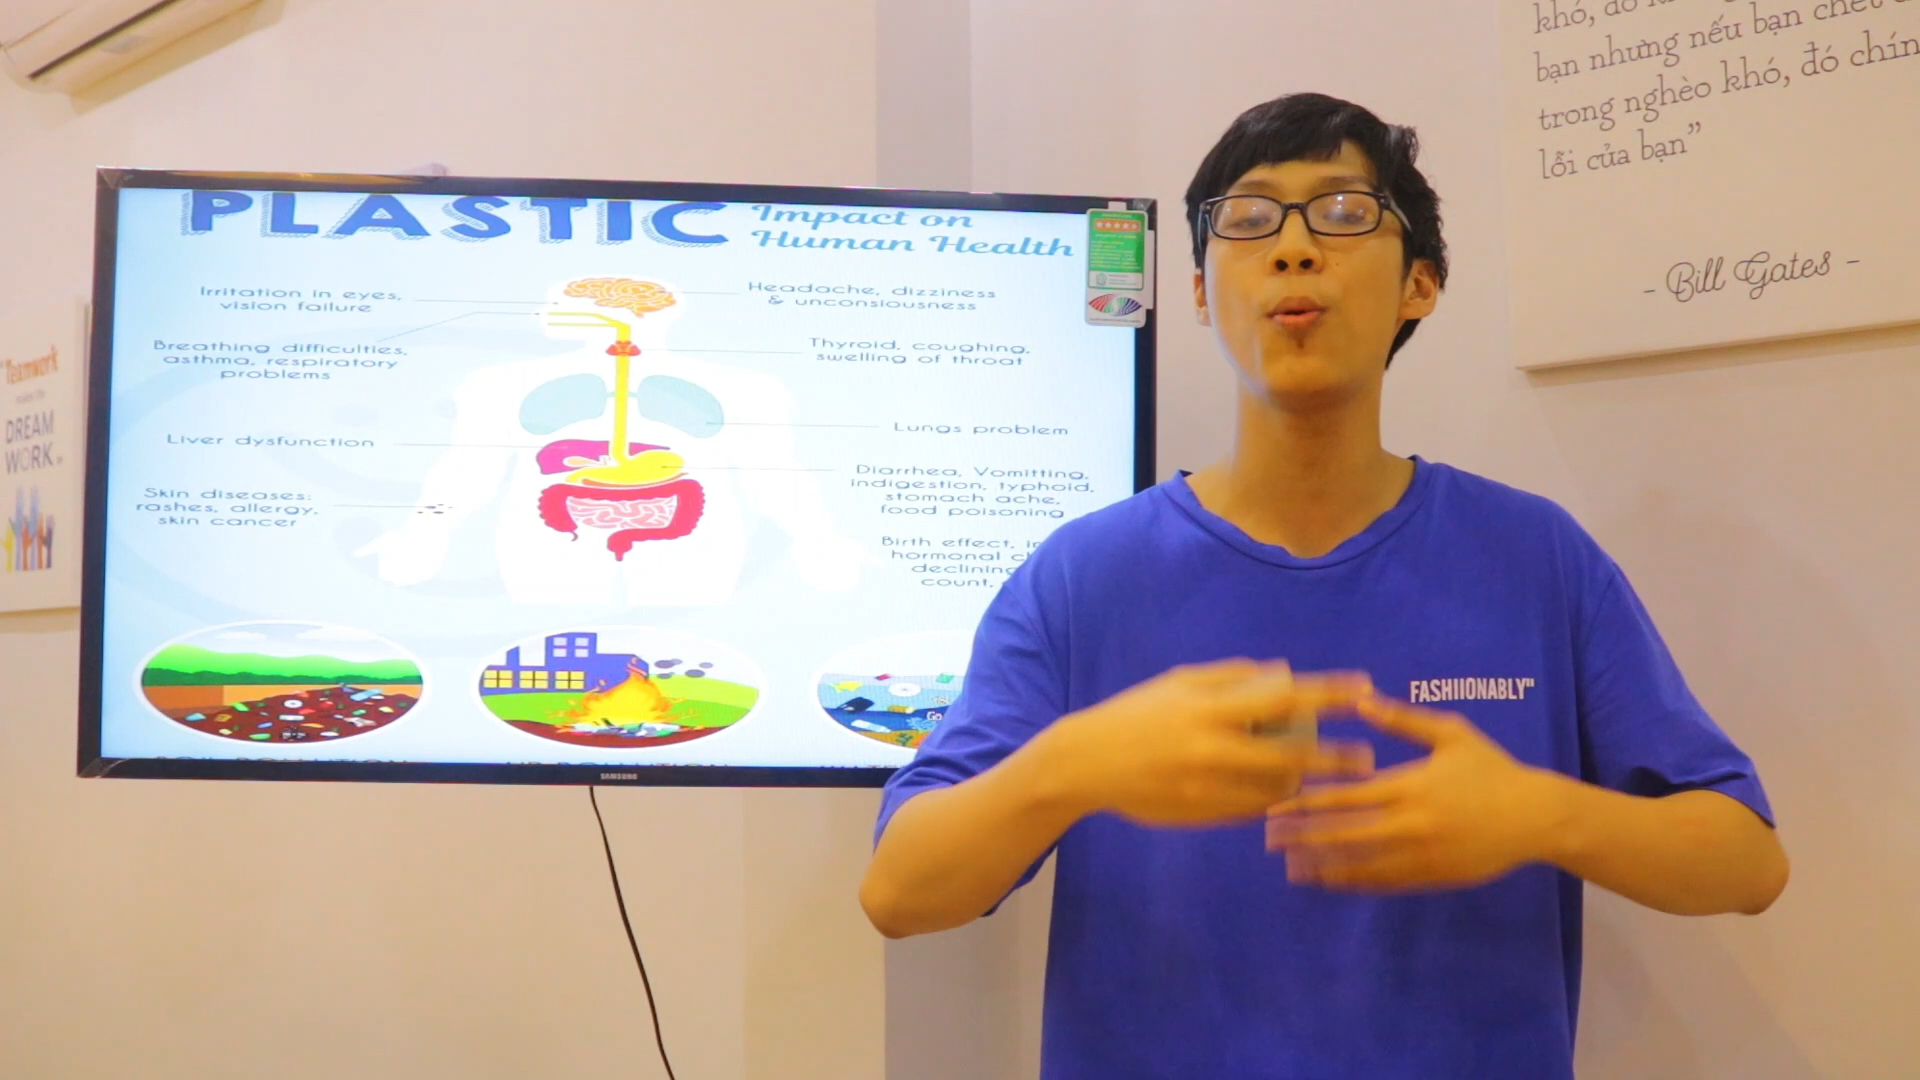 khó, đó
bạn nhưng nếu bạn chết
trong nghèo khó, đó chín
lỗi của bạn”
- Bill Gates -
PLASTIC
Impact on
Human Health
Irritation in eyes,
vision failure
Headache, dizziness
& unconsiousness
Breathing difficulties,
asthma, respiratory
problems
Thyroid, coughing,
swelling of throat
Lungs problem
Liver dysfunction
Diarrhea, Vomitting,
indigestion, typhoid,
stomach ache,
food poisoning
Skin diseases:
rashes, allergy,
skin cancer
Birth effect, i
hormonal c
declining
count,
SAMSUNG
"Teamwork
DREAM
WORK."
FASHIIONABLY"